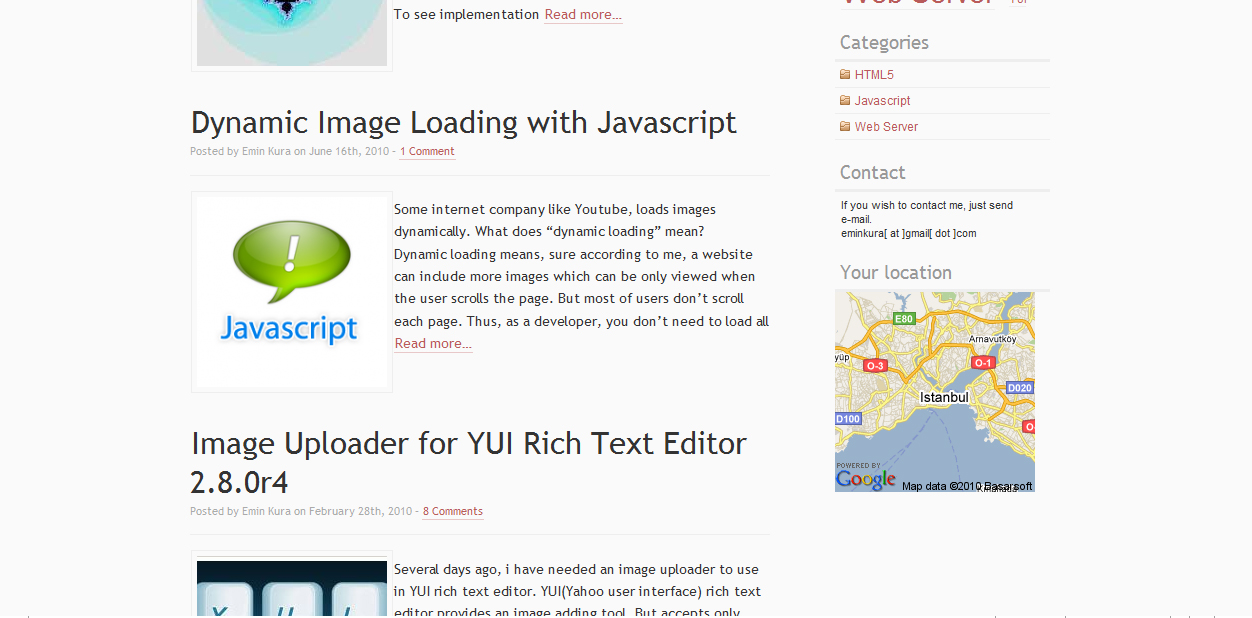 To see implementation Read more...
Dynamic Image Loading with Javascript
Posted by Emin Kura on June 16th, 2010 - 1 Comment
Javascript
Some internet company like Youtube, loads images
dynamically. What does “dynamic loading” mean?
Dynamic loading means, sure according to me, a website
can include more images which can be only viewed when
the user scrolls the page. But most of users don’t scroll
each page. Thus, as a developer, you don’t need to load all
Read more...
Image Uploader for YUI Rich Text Editor
2.8.0r4
Posted by Emin Kura on February 28th, 2010 - 8 Comments
Several days ago, i have needed an image uploader to use
in YUI rich text editor. YUI(Yahoo user interface) rich text
editor provides an image adding tool. But accepts only
Web Server
Categories
HTML5
Javascript
Web Server
Contact
If you wish to contact me, just send
e-mail.
eminkura[ at ]gmail[ dot ]com
Your location
E80
Arnavutköy
O-3
O-1
D020
Istanbul
D100
POWERED BY
Google
Map data ©2010 Basarsoft